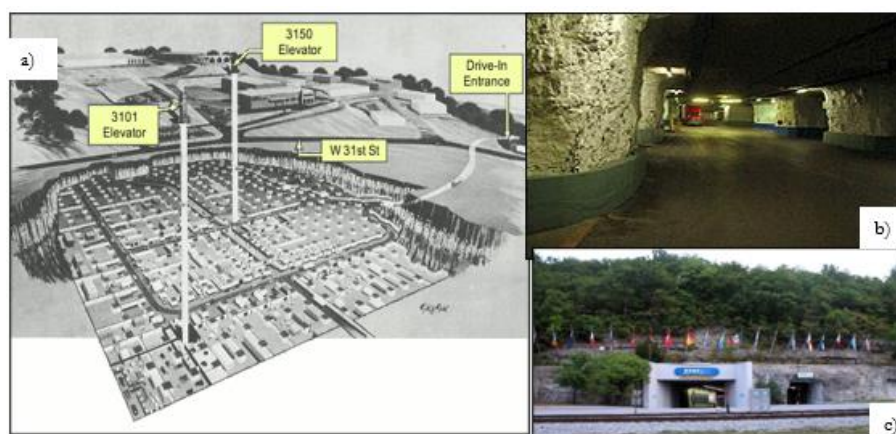 a)
3150
Elevator
Drive-In
Entrance
3101
Elevator
W 31st St
b)
c)